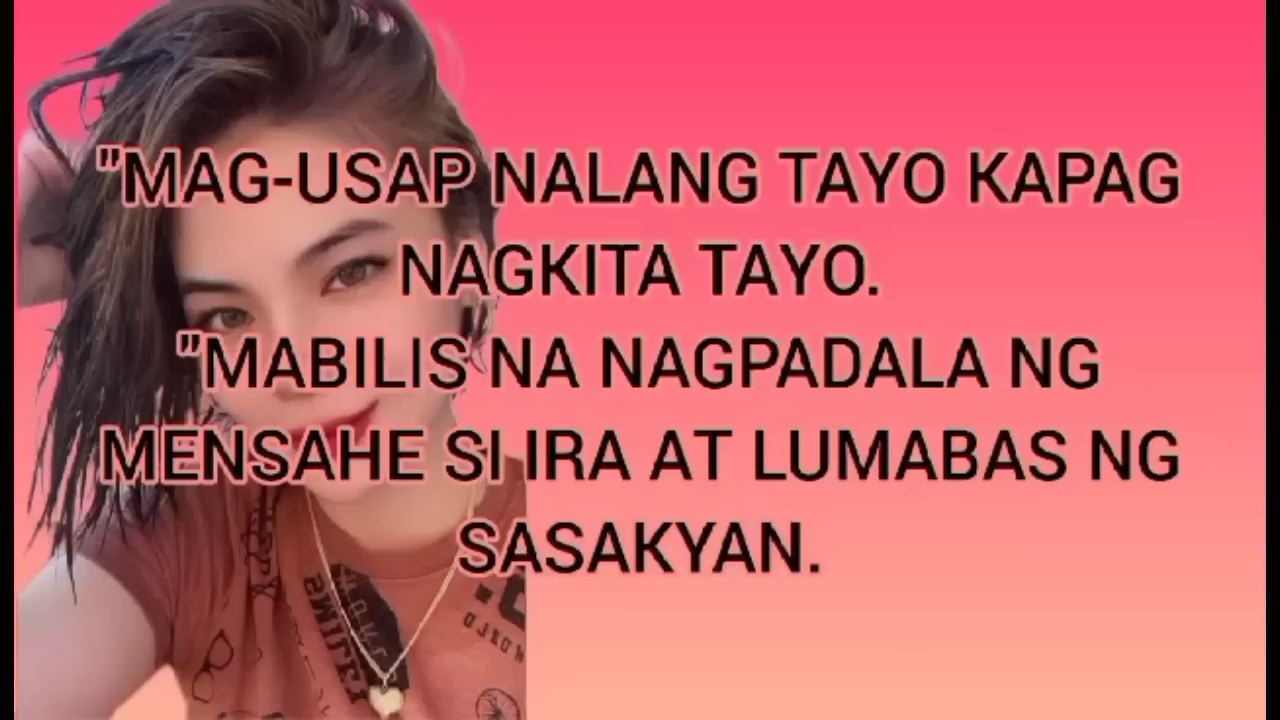 "MAG-USAP NALANG TAYO KAPAG
NAGKITA TAYO.
"MABILIS NA NAGPADALA NG
MENSAHE SI IRA AT LUMABAS NG
SASAKYAN.